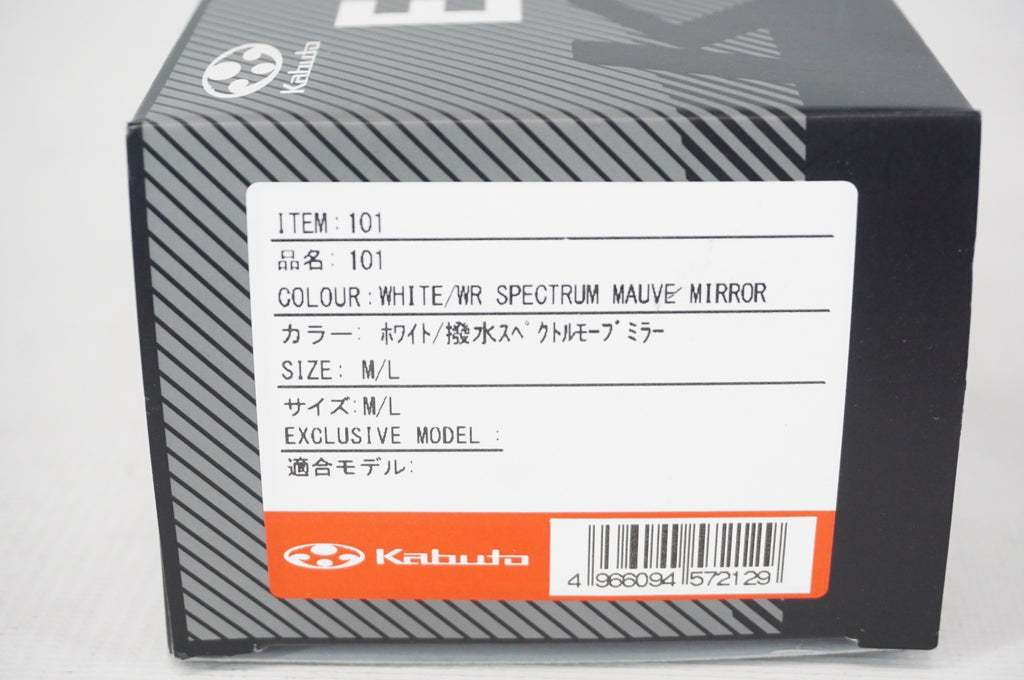 Kabuto
ITEM: 101
品名: 101
COLOUR:WHITE/WR SPECTRUM MAUVE MIRROR
カラー: ﾎﾜｲﾄ/撥水ｽﾍﾟｸﾄﾙﾓｰﾌﾞﾐﾗｰ
SIZE: M/L
サイズ:M/L
EXCLUSIVE MODEL :
適合モデル:
Kabuto
4 966094 572129